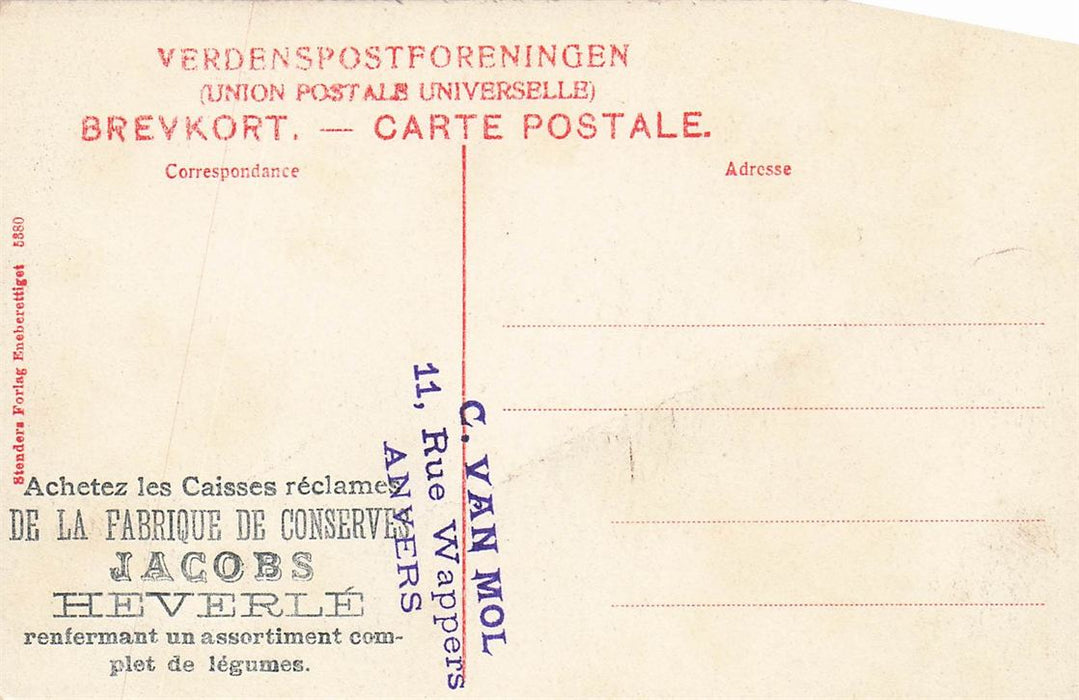 VERDENSPOSTFORENINGEN
(UNION POSTALE UNIVERSELLE)
BREVKORT. — CARTE POSTALE.
Correspondance
Adresse
Stenders Forlag Eneberettiget 5380
Achetez les Caisses réclames
DE LA FABRIQUE DE CONSERVES
JACOBS
HEVERLÉ
renfermant un assortiment com-
plet de légumes.
C. VAN MOL
11, Rue Wappers
ANVERS